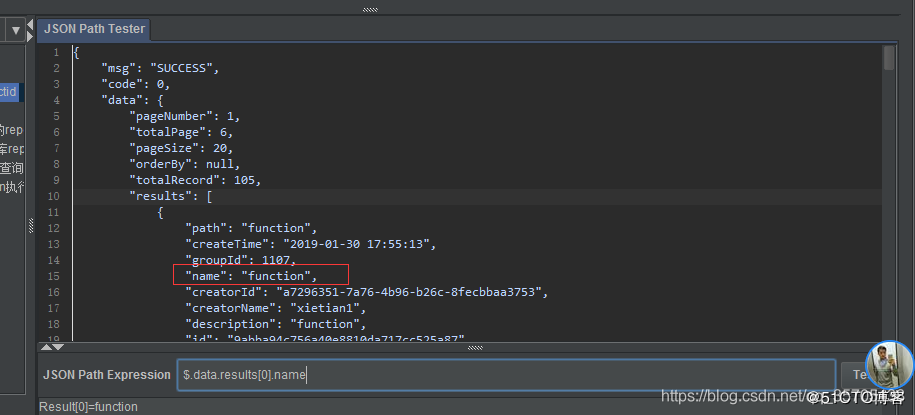 JSON Path Tester
1 {
2 "msg": "SUCCESS",
3 "code": 0,
4 "data": {
5 "pageNumber": 1,
6 "totalPage": 6,
7 "pageSize": 20,
8 "orderBy": null,
9 "totalRecord": 105,
10 "results": [
11 {
12 "path": "function",
13 "createTime": "2019-01-30 17:55:13",
14 "groupId": 1107,
15 "name": "function",
16 "creatorId": "a7296351-7a76-4b96-b26c-8fecbbaa3753",
17 "creatorName": "xietian1",
18 "description": "function",
19
ctid
的rep
库rep
查询
n执行
JSON Path Expression $.data.results[0].name
Result[0]=function
https://blog.csdn.net/
@51CTO博客